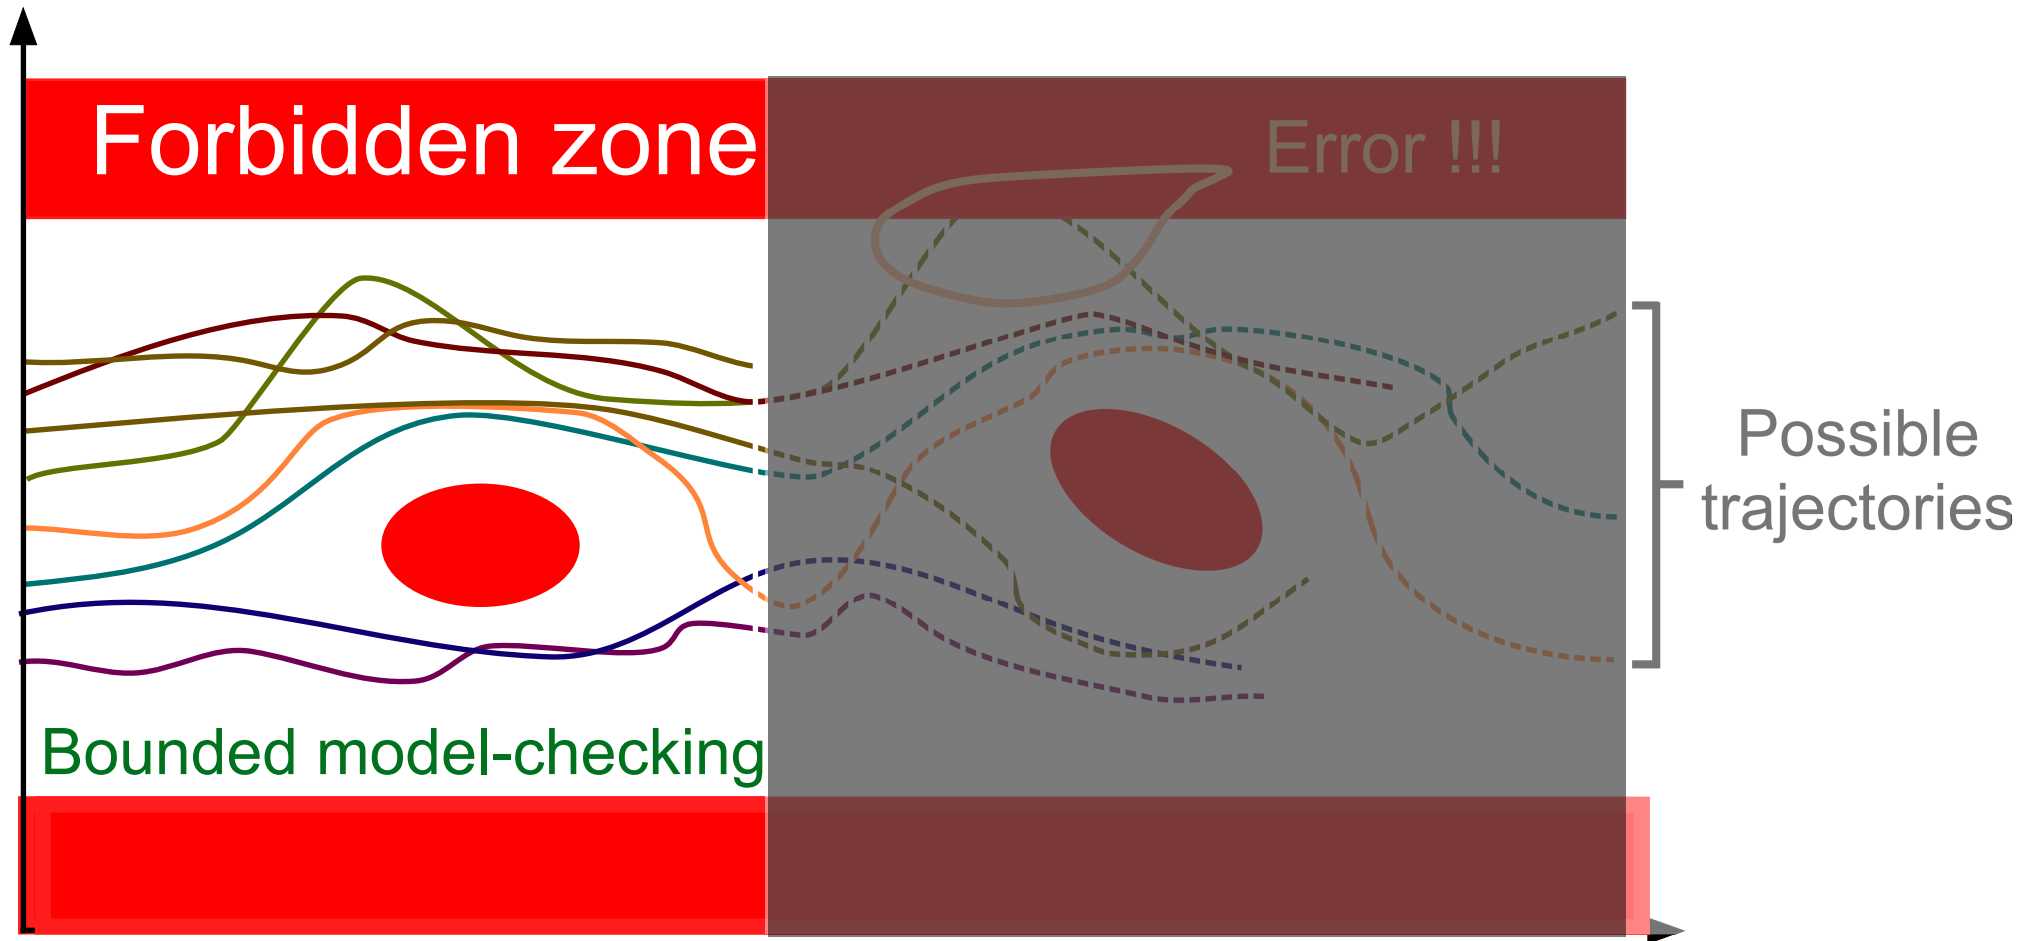 Forbidden zone
Error !!!
Possible
trajectories
Bounded model-checking